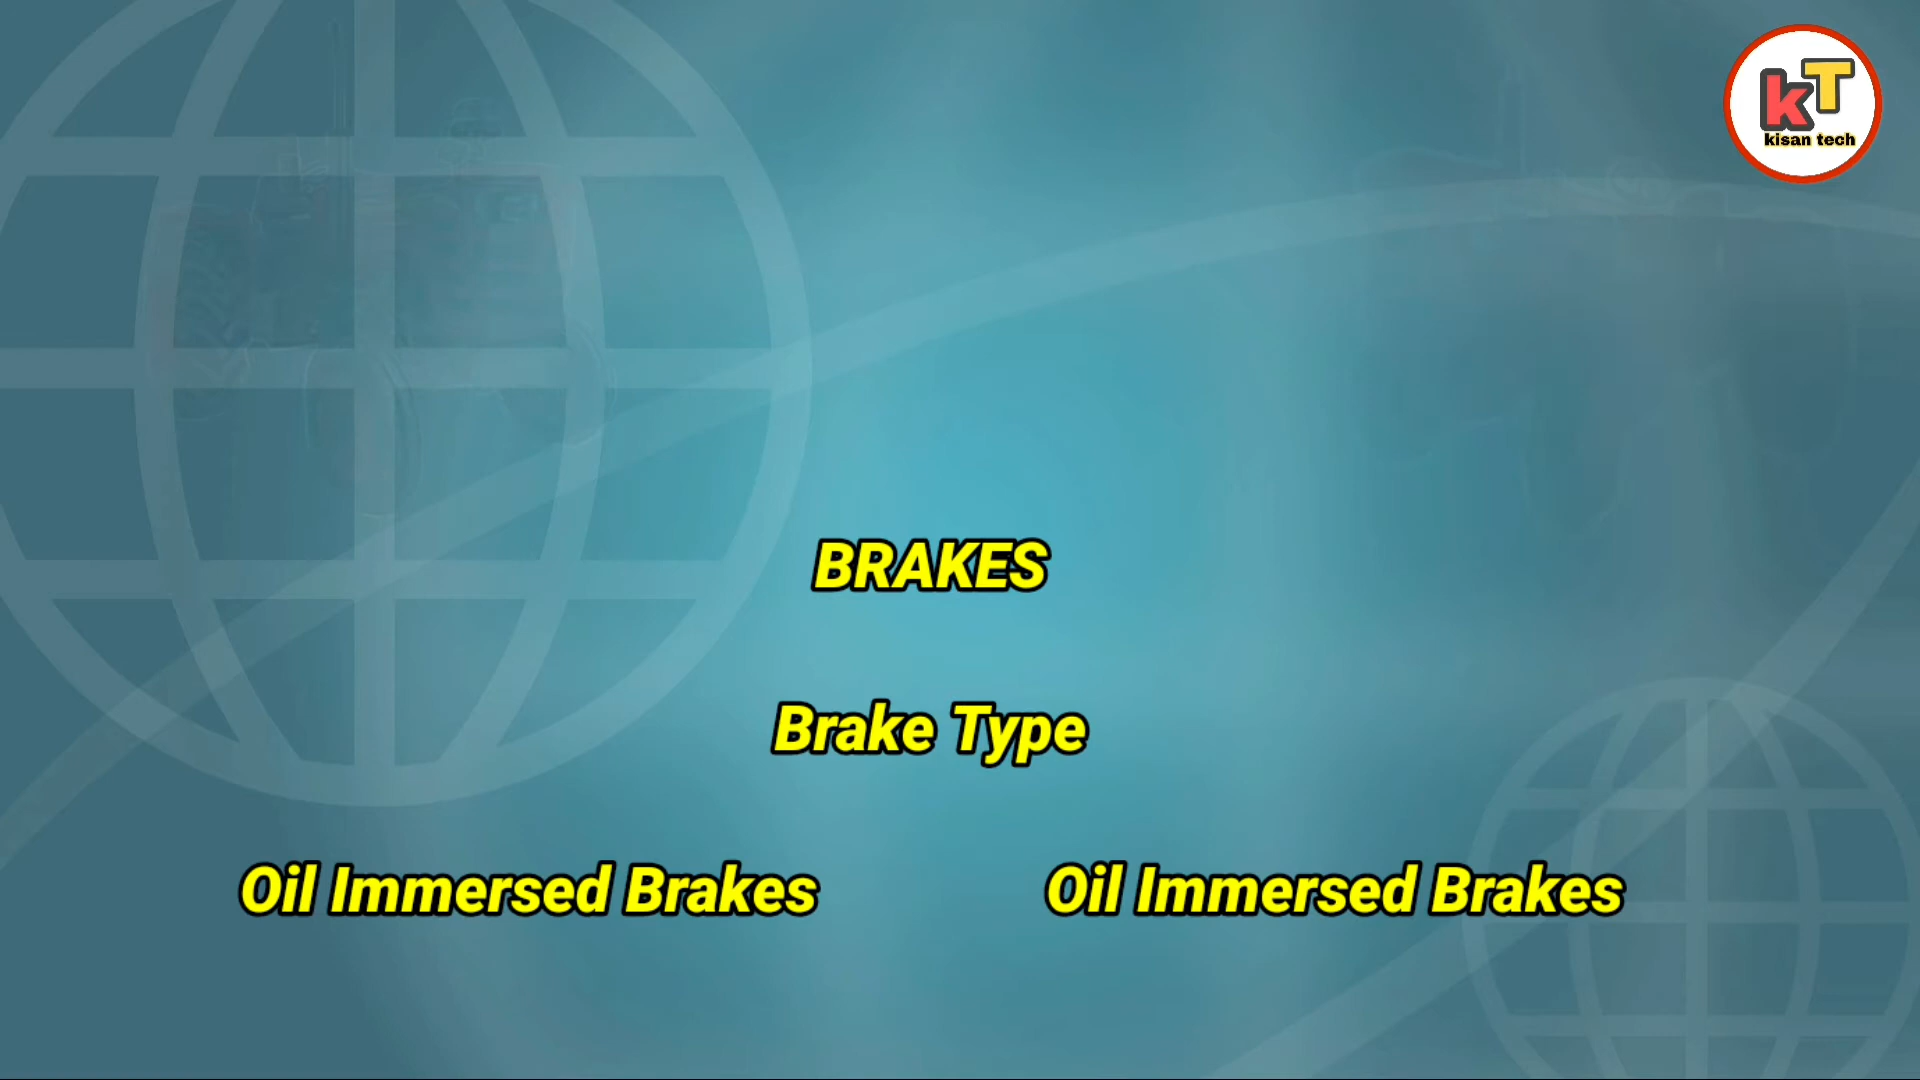 kT
kisan tech
BRAKES
Brake Type
Oil Immersed Brakes Oil Immersed Brakes